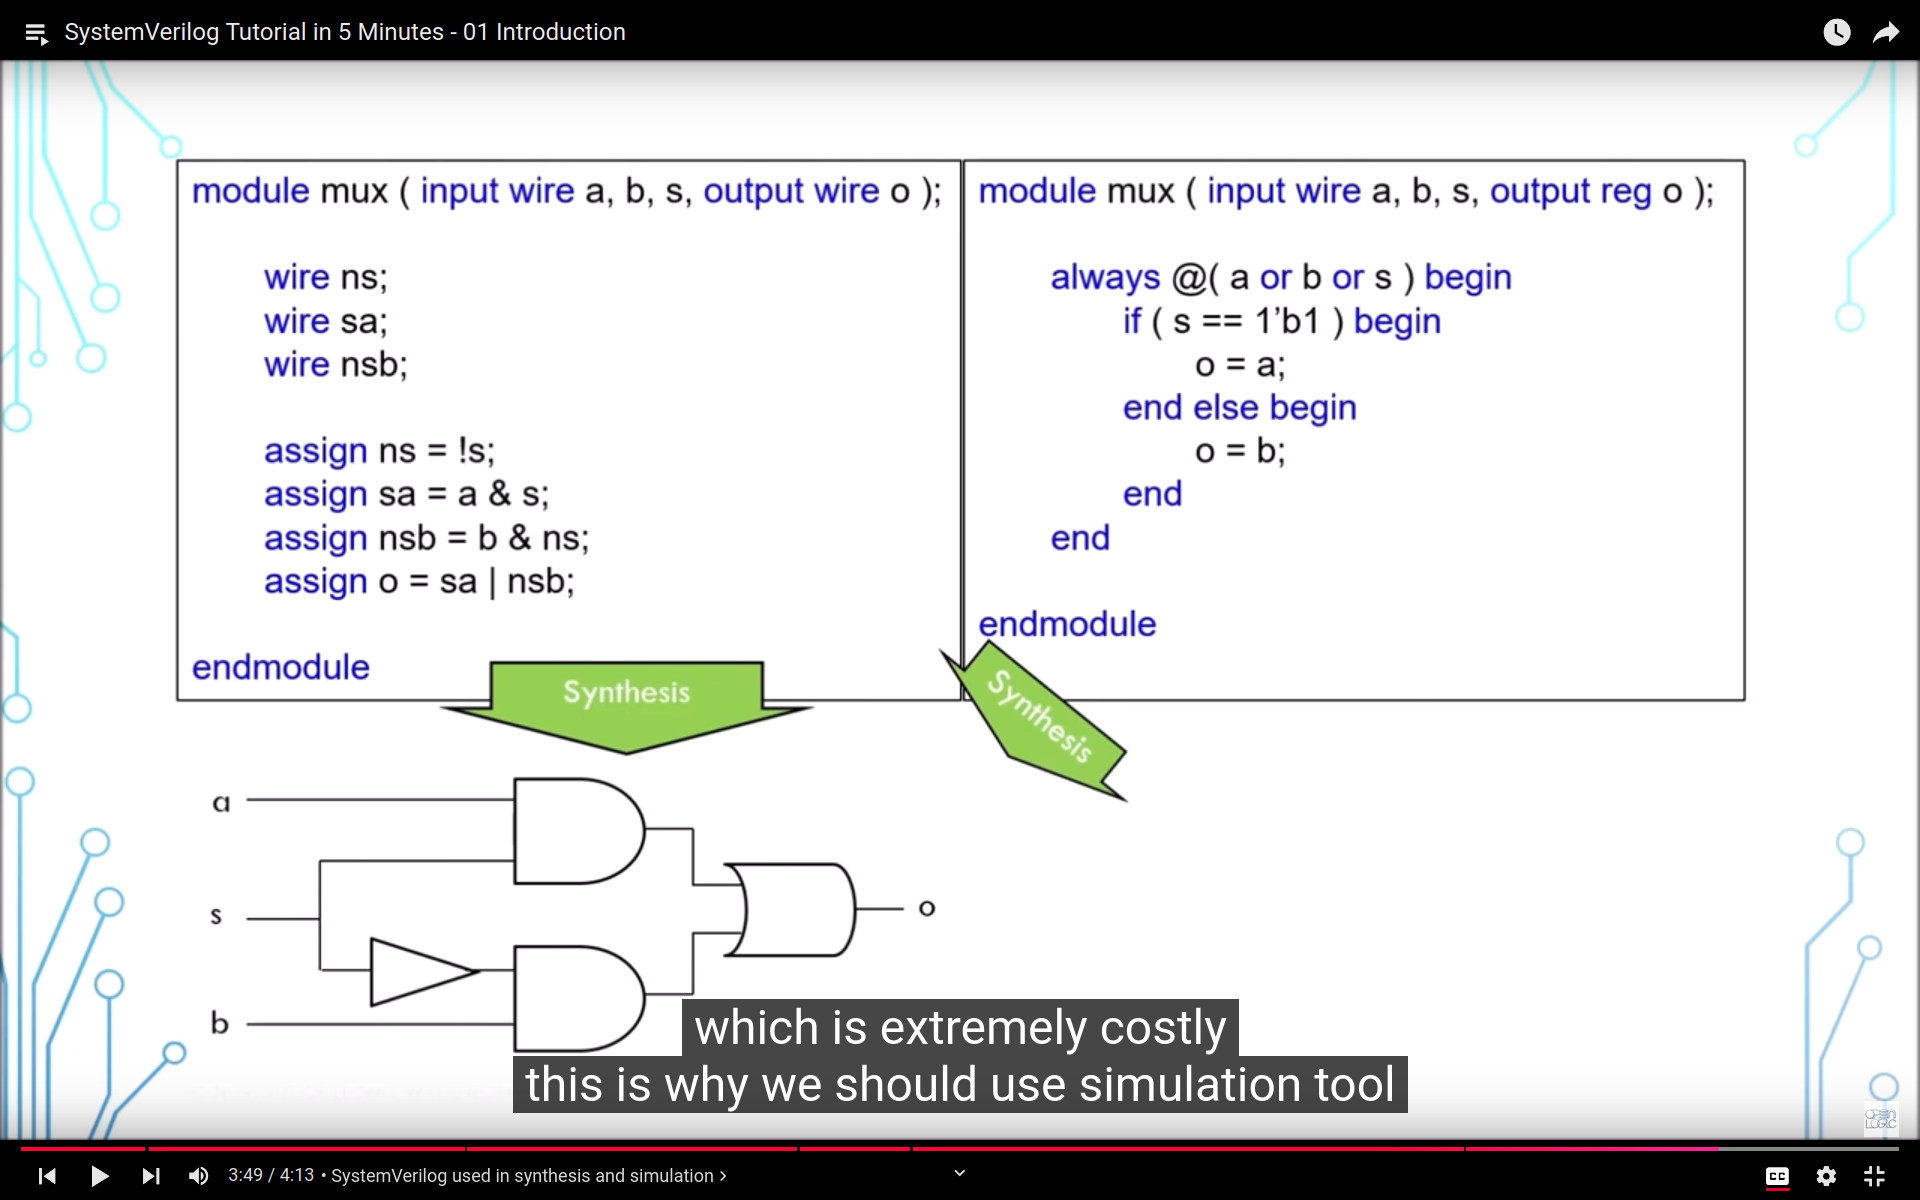 SystemVerilog Tutorial in 5 Minutes - 01 Introduction
module mux ( input wire a, b, s, output wire o );
wire ns;
wire sa;
wire nsb;
assign ns = !s;
assign sa = a & s;
assign nsb = b & ns;
assign o = sa | nsb;
endmodule
module mux ( input wire a, b, s, output reg o );
always @( a or b or s ) begin
if ( s == 1’b1 ) begin
o = a;
end else begin
o = b;
end
end
endmodule
Synthesis
Synthesis
a
s
b
o
which is extremely costly
this is why we should use simulation tool
OPEN
LOGIC
3:49 / 4:13 • SystemVerilog used in synthesis and simulation ›
CC